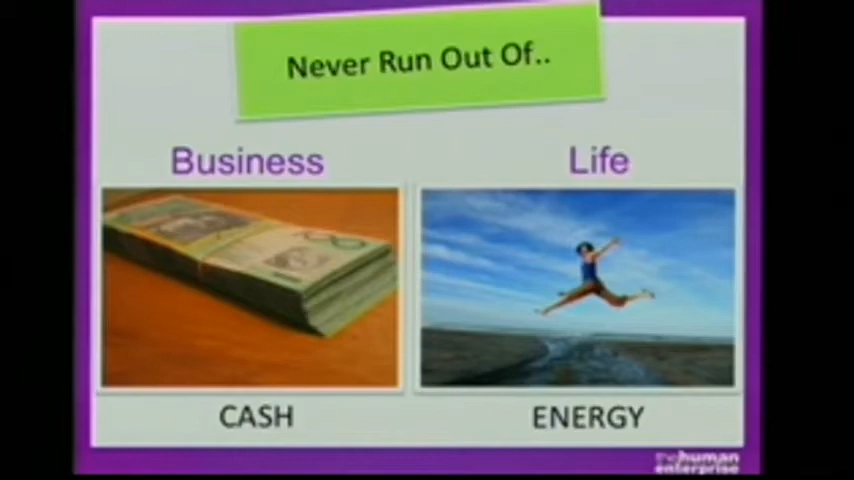 Never Run Out Of..
Business
Life
CASH
ENERGY
the human
enterprise